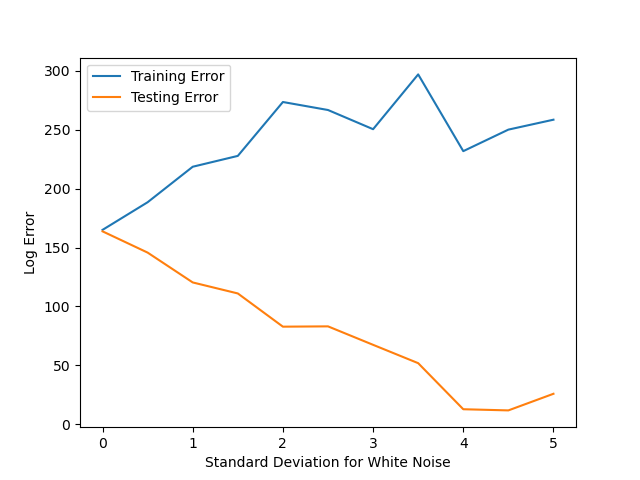 Training Error
Testing Error
300
250
200
150
100
50
0
Log Error
0 1 2 3 4 5
Standard Deviation for White Noise